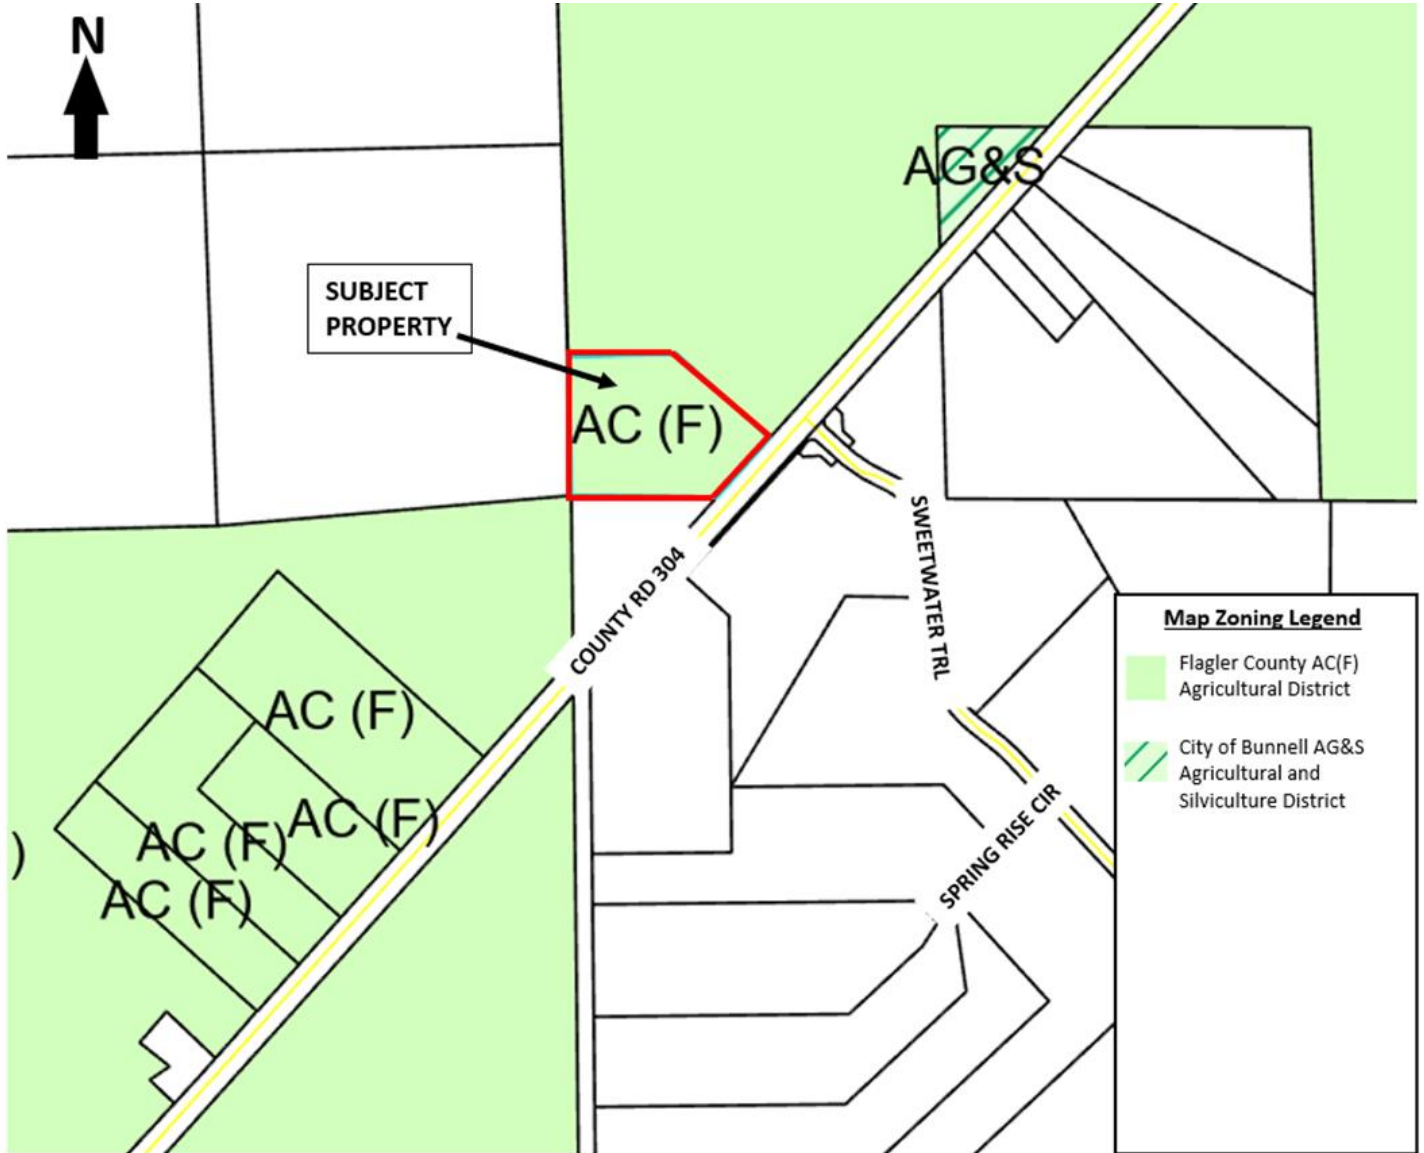 N
AG&S
SUBJECT
PROPERTY
AC (F)
SWEETWATER TRL
COUNTY RD 304
Map Zoning Legend
Flagler County AC(F)
Agricultural District
City of Bunnell AG&S
Agricultural and
Silviculture District
AC (F)
AC (F)
AC (F)
AC (F)
)
SPRING RISE CIR